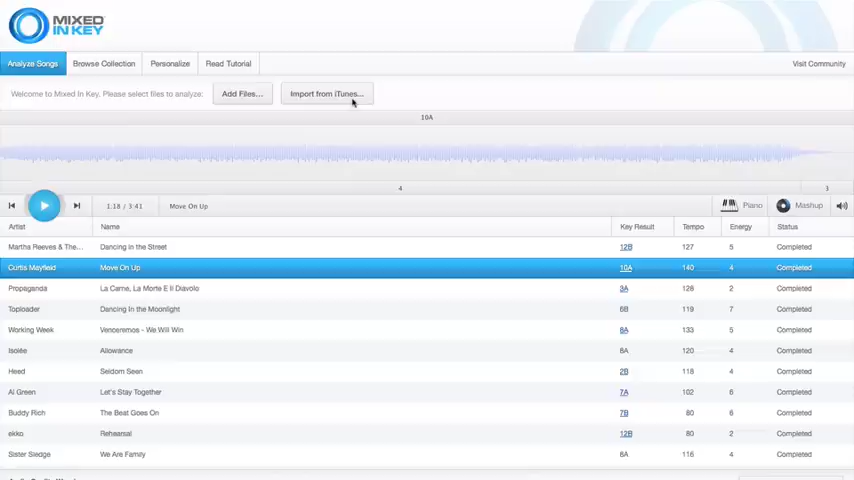 MIXED
IN KEY
Analyze Songs Browse Collection Personalize Read Tutorial Visit Community
Welcome to Mixed In Key. Please select files to analyze: Add Files... Import from iTunes...
10A
4 3
1:18 / 3:41 Move On Up Piano Mashup
Artist Name Key Result Tempo Energy Status
Martha Reeves & The... Dancing in the Street 12B 127 5 Completed
Curtis Mayfield Move On Up 10A 140 4 Completed
Propaganda La Carne, La Morte E Il Diavolo 3A 126 2 Completed
Toploader Dancing In the Moonlight 6B 119 7 Completed
Working Week Venceremos - We Will Win 8A 133 5 Completed
Isolée Allowance 8A 120 4 Completed
Heed Seldom Seen 2B 118 4 Completed
Al Green Let's Stay Together 7A 102 6 Completed
Buddy Rich The Beat Goes On 7B 80 6 Completed
ekko Rehearsal 12B 80 2 Completed
Sister Sledge We Are Family 6A 116 4 Completed